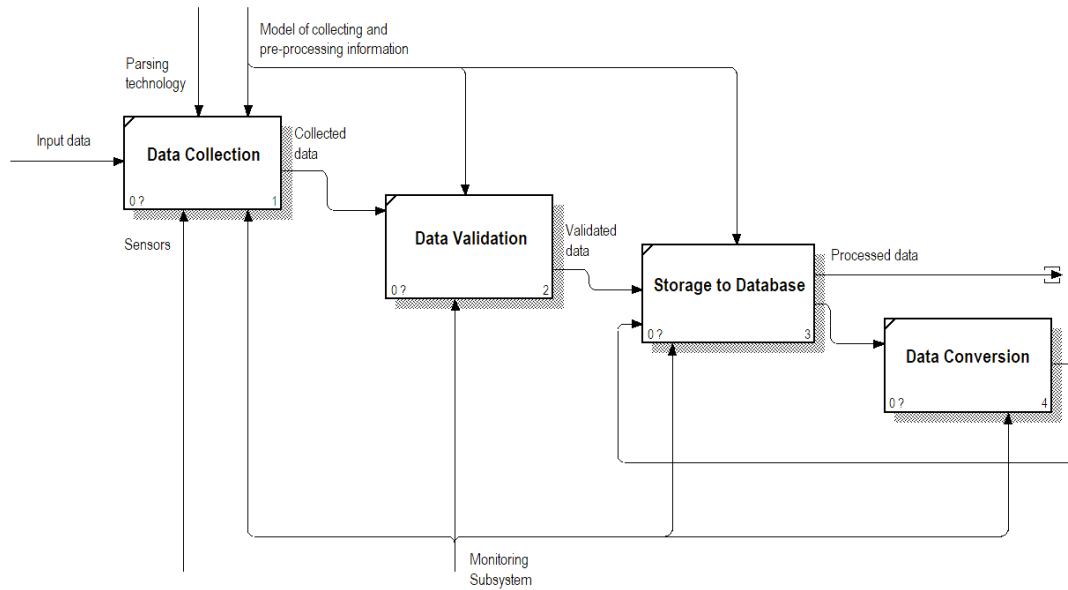 Model of collecting and
pre-processing information
Parsing
technology
Input data
Data Collection
0 ?
1
Collected
data
Sensors
Data Validation
0 ?
2
Validated
data
Storage to Database
0 ?
3
Processed data
Data Conversion
0 ?
4
Monitoring
Subsystem